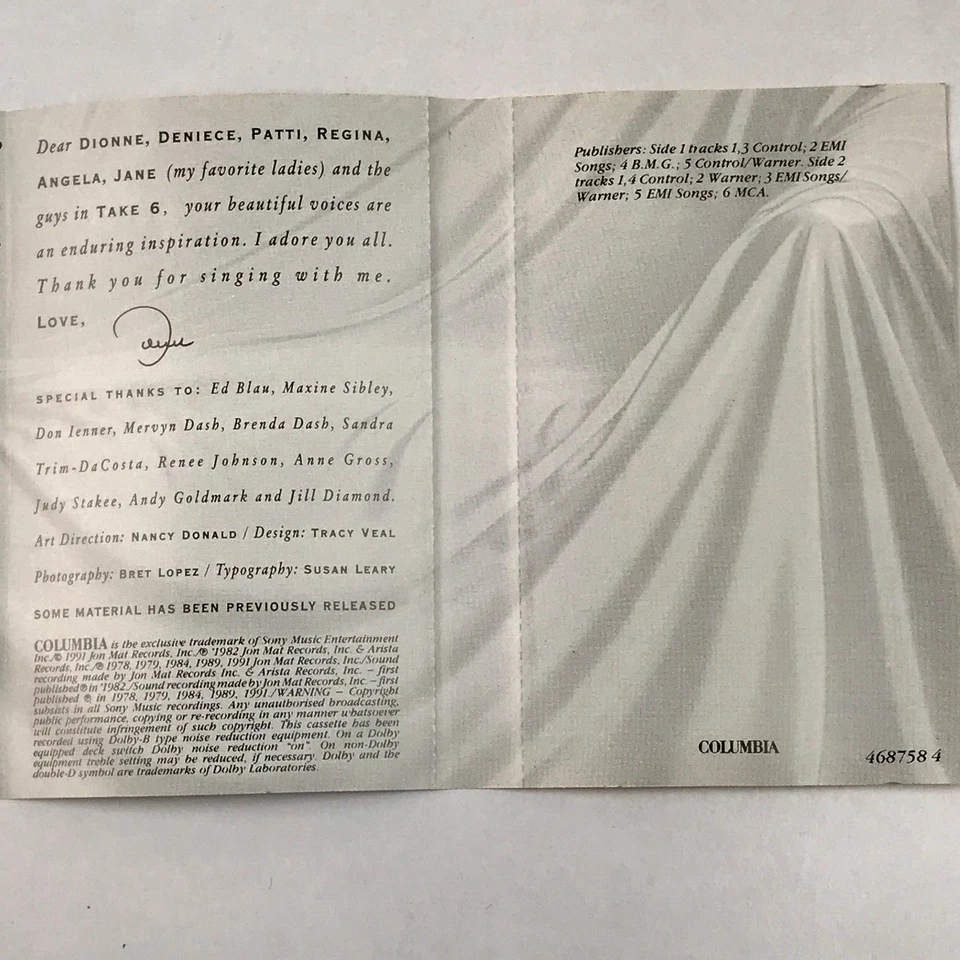 Dear DIONNE, DENIECE, PATTI, REGINA,
ANGELA, JANE (my favorite ladies) and the
guys in TAKE 6, your beautiful voices are
an enduring inspiration. I adore you all.
Thank you for singing with me.
LOVE,
SPECIAL THANKS TO: Ed Blau, Maxine Sibley,
Don Ienner, Mervyn Dash, Brenda Dash, Sandra
Trim-DaCosta, Renee Johnson, Anne Gross,
Judy Stakee, Andy Goldmark and Jill Diamond.
Art Direction: NANCY DONALD / Design: TRACY VEAL
Photography: BRET LOPEZ / Typography: SUSAN LEARY
SOME MATERIAL HAS BEEN PREVIOUSLY RELEASED
COLUMBIA is the exclusive trademark of Sony Music Entertainment
Inc./© 1991 Jon Mat Records, Inc./℗ '1982 Jon Mat Records, Inc. & Arista
Records, Inc./℗ 1978, 1979, 1984, 1989, 1991 Jon Mat Records, Inc./Sound
recording made by Jon Mat Records Inc. & Arista Records, Inc. – first
published ℗ in '1982./Sound recording made by Jon Mat Records, Inc. – first
published ℗ in 1978, 1979, 1984, 1989, 1991./WARNING – Copyright
subsists in all Sony Music recordings. Any unauthorised broadcasting,
public performance, copying or re-recording in any manner whatsoever
will constitute infringement of such copyright. This cassette has been
recorded using Dolby-B type noise reduction equipment. On a Dolby
equipped deck switch Dolby noise reduction "on". On non-Dolby
equipment treble setting may be reduced, if necessary. Dolby and the
double-D symbol are trademarks of Dolby Laboratories.
Publishers: Side 1 tracks 1,3 Control; 2 EMI
Songs; 4 B.M.G.; 5 Control/Warner. Side 2
tracks 1,4 Control; 2 Warner; 3 EMI Songs/
Warner; 5 EMI Songs; 6 MCA.
COLUMBIA
468758 4